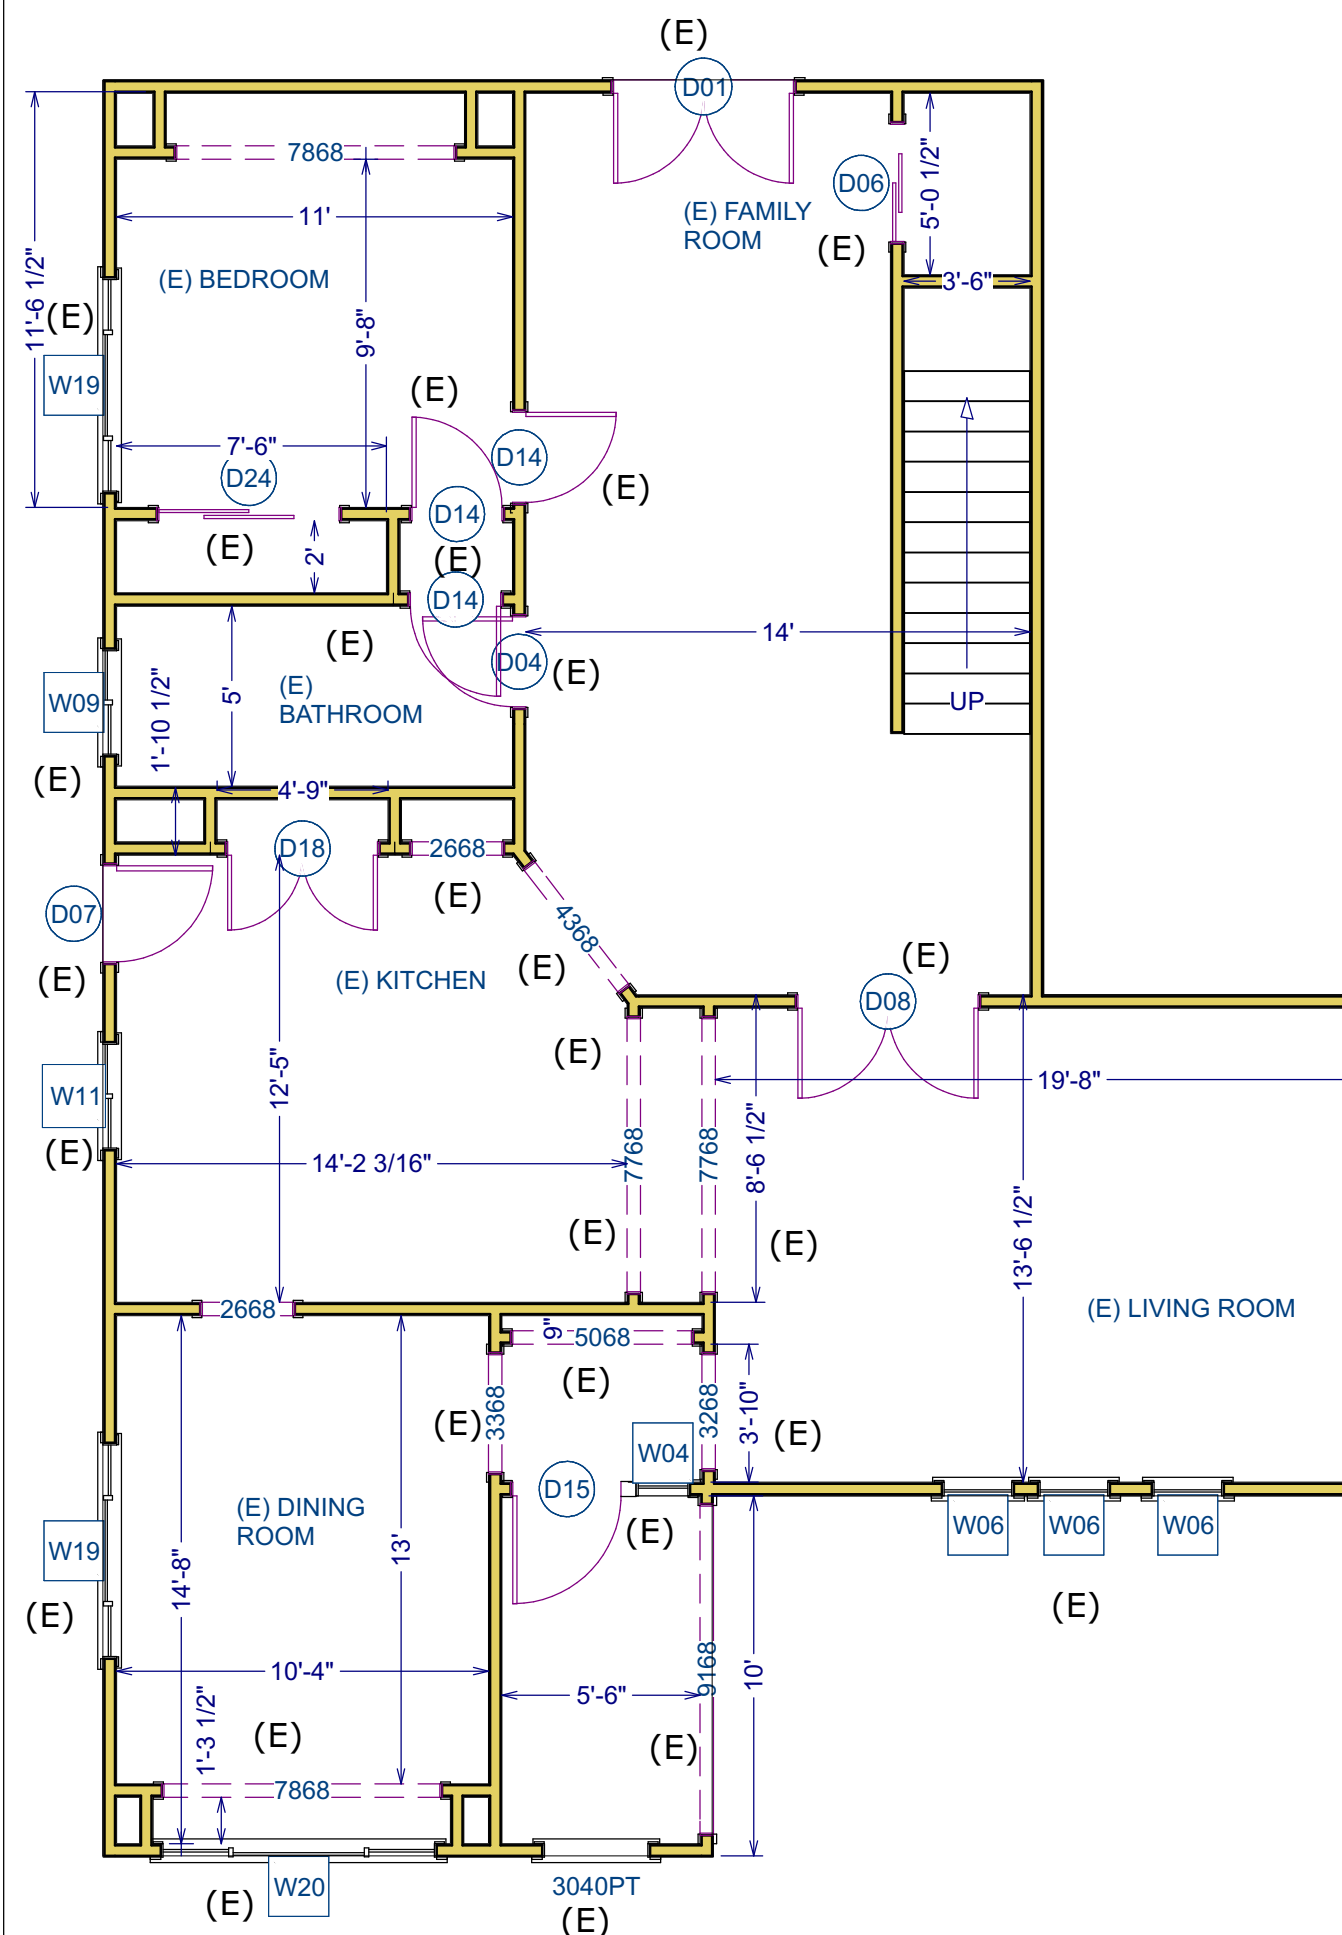 (E)
D01
7868
D06
5'-0 1/2"
11'
(E) FAMILY
ROOM
(E)
(E) BEDROOM
3'-6"
11'-6 1/2"
(E)
9'-8"
W19
(E)
7'-6"
D24
D14
(E)
D14
(E)
2'
(E)
D14
14'
(E)
D04
(E)
W09
1'-10 1/2"
5'
(E)
BATHROOM
UP
(E)
4'-9"
D18
2668
(E)
D07
4368
(E)
(E)
(E) KITCHEN
(E)
D08
(E)
12'-5"
19'-8"
W11
(E)
14'-2 3/16"
7768
7768
8'-6 1/2"
(E)
(E)
13'-6 1/2"
2668
9"
5068
(E) LIVING ROOM
(E)
3368
(E)
3268
3'-10"
(E)
W04
D15
(E) DINING
ROOM
(E)
W06
W06
W06
W19
14'-8"
13'
(E)
(E)
10'-4"
9168
10'
5'-6"
1'-3 1/2"
(E)
(E)
7868
W20
(E)
3040PT
(E)